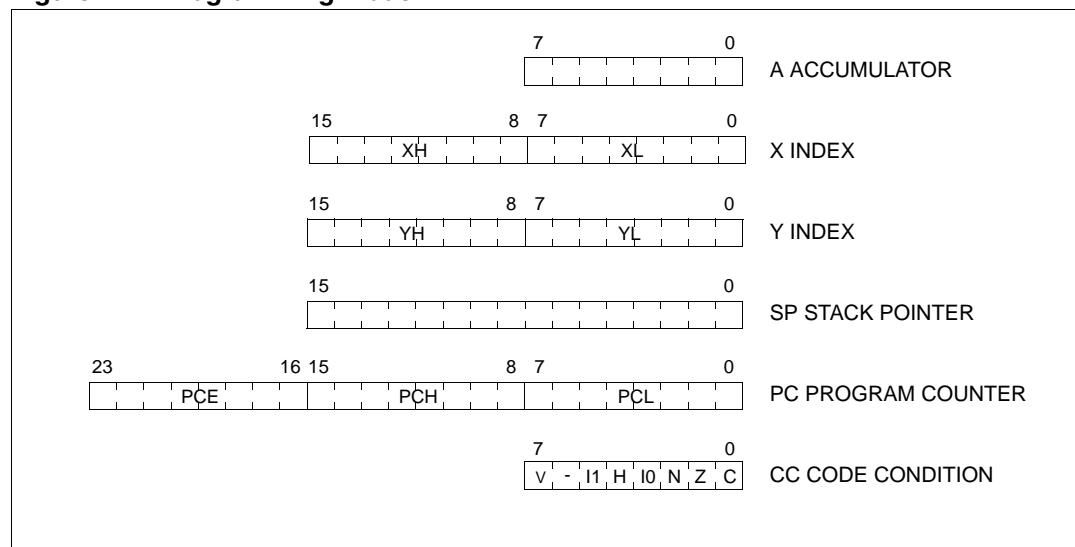 7 0
A ACCUMULATOR
15 8 7 0
XH XL X INDEX
15 8 7 0
YH YL Y INDEX
15 0
SP STACK POINTER
23 16 15 8 7 0
PCE PCH PCL PC PROGRAM COUNTER
7 0
V - I1 H I0 N Z C CC CODE CONDITION